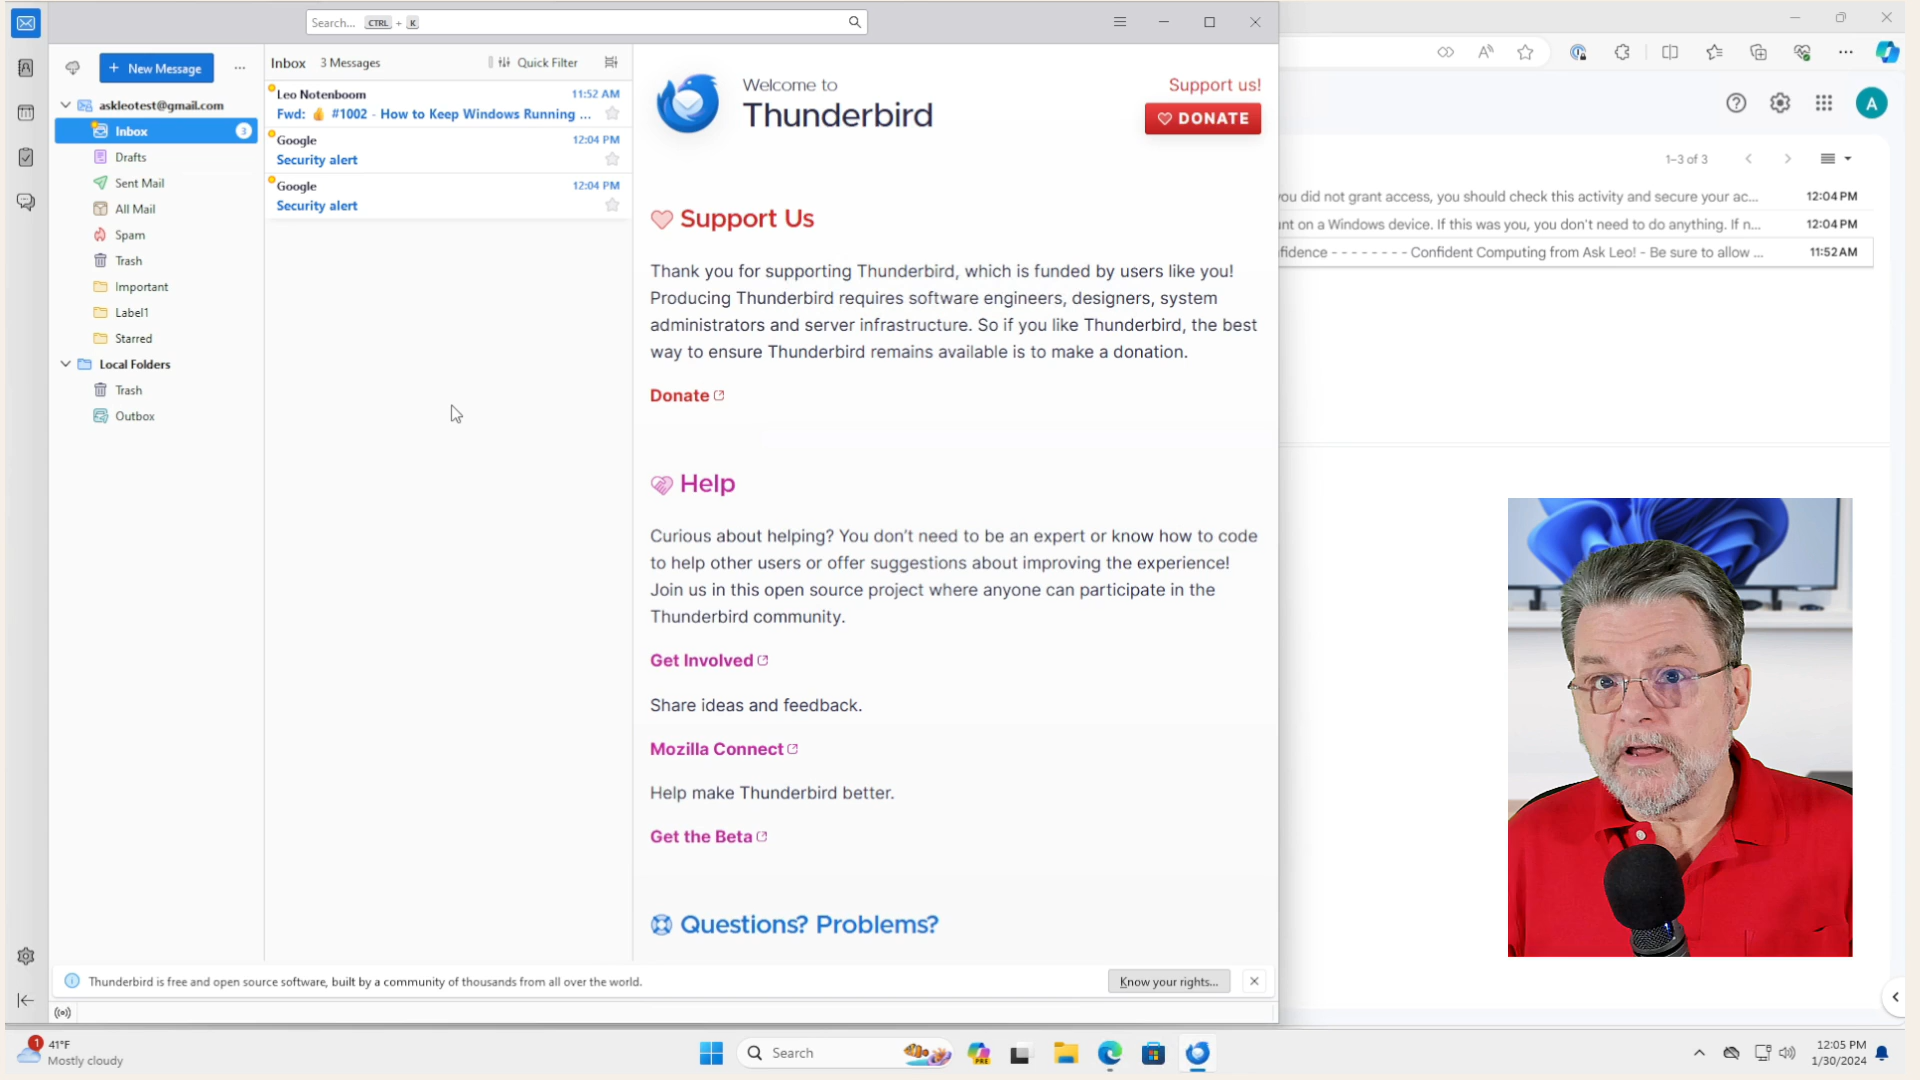 Search... CTRL + K
New Message
askleotest@gmail.com
Inbox 3
Drafts
Sent Mail
All Mail
Spam
Trash
Important
Label1
Starred
Local Folders
Trash
Outbox
Inbox 3 Messages Quick Filter
Leo Notenboom 11:52 AM
Fwd: 👍 #1002 - How to Keep Windows Running ...
Google 12:04 PM
Security alert
Google 12:04 PM
Security alert
Welcome to
Thunderbird
Support us!
DONATE
Support Us
Thank you for supporting Thunderbird, which is funded by users like you!
Producing Thunderbird requires software engineers, designers, system
administrators and server infrastructure. So if you like Thunderbird, the best
way to ensure Thunderbird remains available is to make a donation.
Donate
Help
Curious about helping? You don't need to be an expert or know how to code
to help other users or offer suggestions about improving the experience!
Join us in this open source project where anyone can participate in the
Thunderbird community.
Get Involved
Share ideas and feedback.
Mozilla Connect
Help make Thunderbird better.
Get the Beta
Questions? Problems?
Thunderbird is free and open source software, built by a community of thousands from all over the world.
Know your rights...
A
1–3 of 3
you did not grant access, you should check this activity and secure your ac... 12:04 PM
nt on a Windows device. If this was you, you don't need to do anything. If n... 12:04 PM
fidence - - - - - - - - Confident Computing from Ask Leo! - Be sure to allow ... 11:52 AM
1
41°F
Mostly cloudy
Search
PRE
12:05 PM
1/30/2024